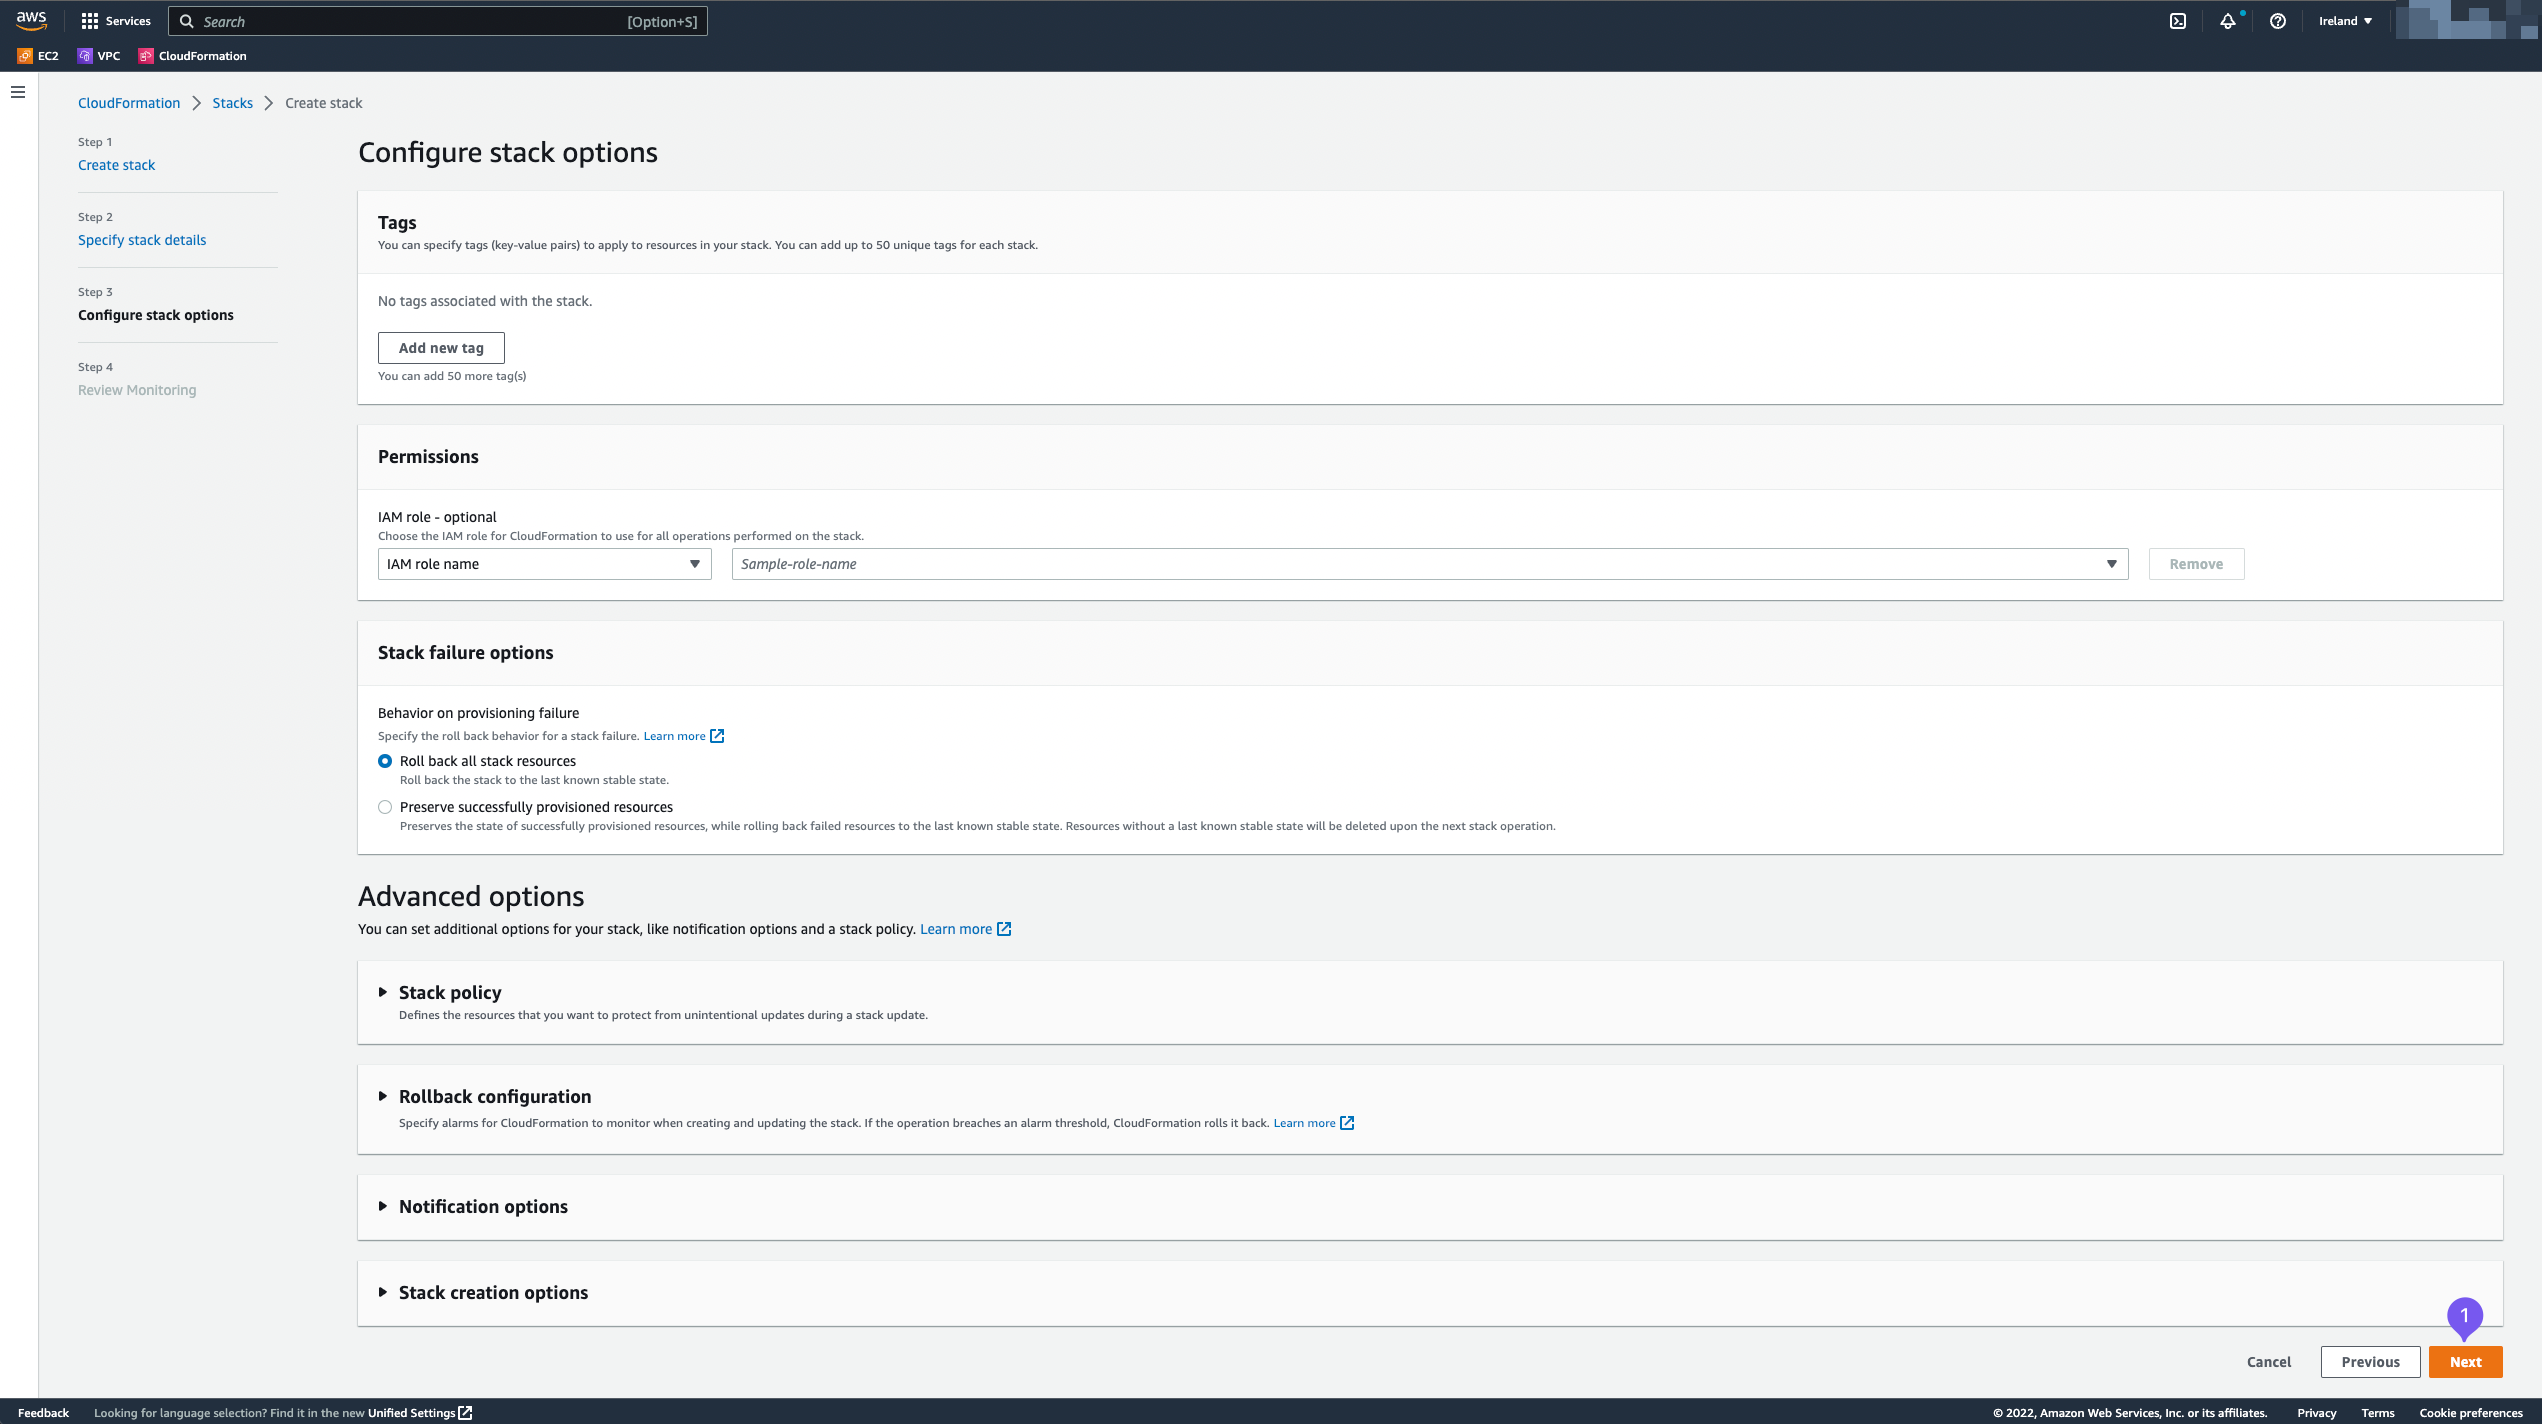 aws
Services
Search
[Option+S]
Ireland
EC2
VPC
CloudFormation
CloudFormation
Stacks
Create stack
Step 1
Create stack
Step 2
Specify stack details
Step 3
Configure stack options
Step 4
Review Monitoring
Configure stack options
Tags
You can specify tags (key-value pairs) to apply to resources in your stack. You can add up to 50 unique tags for each stack.
No tags associated with the stack.
Add new tag
You can add 50 more tag(s)
Permissions
IAM role - optional
Choose the IAM role for CloudFormation to use for all operations performed on the stack.
IAM role name
Sample-role-name
Remove
Stack failure options
Behavior on provisioning failure
Specify the roll back behavior for a stack failure. Learn more
Roll back all stack resources
Roll back the stack to the last known stable state.
Preserve successfully provisioned resources
Preserves the state of successfully provisioned resources, while rolling back failed resources to the last known stable state. Resources without a last known stable state will be deleted upon the next stack operation.
Advanced options
You can set additional options for your stack, like notification options and a stack policy. Learn more
Stack policy
Defines the resources that you want to protect from unintentional updates during a stack update.
Rollback configuration
Specify alarms for CloudFormation to monitor when creating and updating the stack. If the operation breaches an alarm threshold, CloudFormation rolls it back. Learn more
Notification options
Stack creation options
1
Cancel
Previous
Next
Feedback
Looking for language selection? Find it in the new Unified Settings
© 2022, Amazon Web Services, Inc. or its affiliates.
Privacy
Terms
Cookie preferences